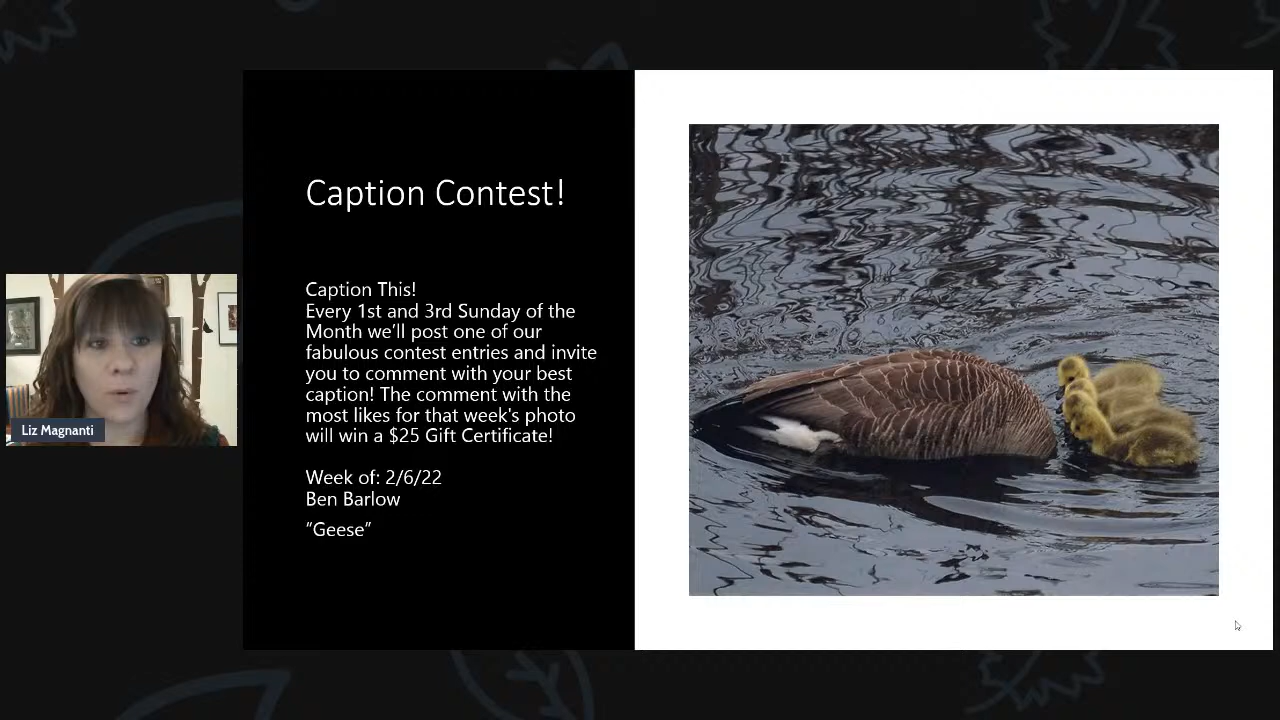 Caption Contest!
Caption This!
Every 1st and 3rd Sunday of the
Month we'll post one of our
fabulous contest entries and invite
you to comment with your best
caption! The comment with the
most likes for that week's photo
will win a $25 Gift Certificate!
Week of: 2/6/22
Ben Barlow
"Geese"
Liz Magnanti